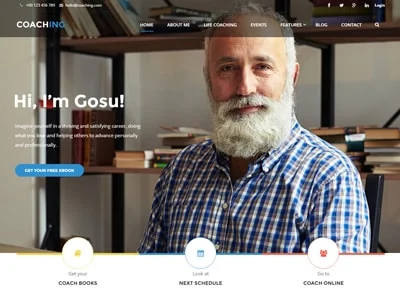 +00 123 456 789 hello@coaching.com Login
COACHING HOME ABOUT ME LIFE COACHING EVENTS FEATURES BLOG CONTACT
Hi, I'm Gosu!
Imagine yourself in a thriving and satisfying career, doing
what you love and helping others to advance personally
and professionally.
GET YOUR FREE EBOOK
Get your Look at Go to
COACH BOOKS NEXT SCHEDULE COACH ONLINE